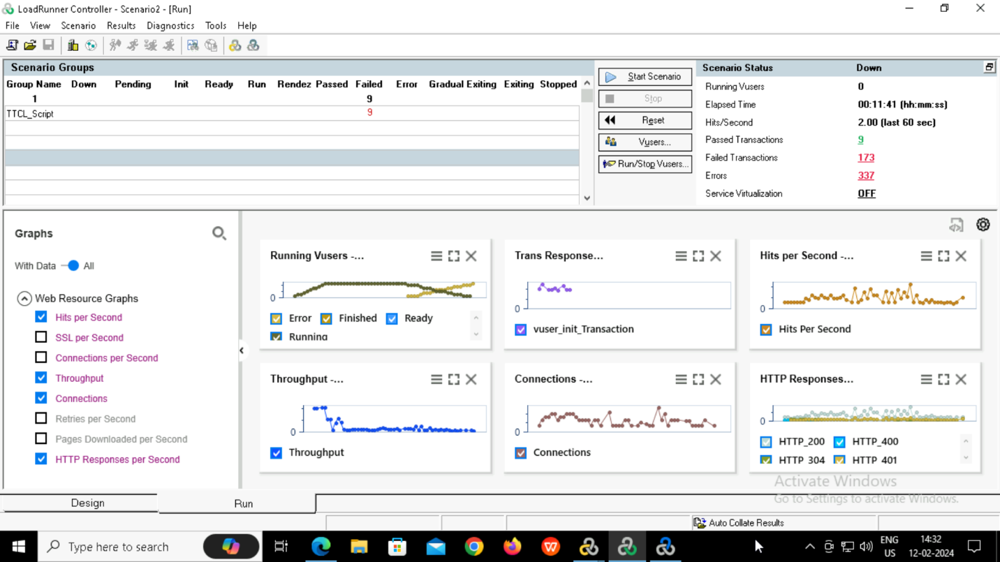 LoadRunner Controller - Scenario2 - [Run]
File View Scenario Results Diagnostics Tools Help
Scenario Groups
Group Name Down Pending Init Ready Run Rendez Passed Failed Error Gradual Exiting Exiting Stopped
1 9
TTCL_Script 9
Start Scenario
Stop
Reset
Vusers...
Run/Stop Vusers...
Scenario Status Down
Running Vusers 0
Elapsed Time 00:11:41 (hh:mm:ss)
Hits/Second 2.00 (last 60 sec)
Passed Transactions 9
Failed Transactions 173
Errors 337
Service Virtualization OFF
Graphs
With Data All
Web Resource Graphs
Hits per Second
SSL per Second
Connections per Second
Throughput
Connections
Retries per Second
Pages Downloaded per Second
HTTP Responses per Second
Running Vusers -...
0
Error Finished Ready
Running
Trans Response...
0
vuser_init_Transaction
Hits per Second -...
0
Hits Per Second
Throughput -...
0
Throughput
Connections -...
0
Connections
HTTP Responses...
0
HTTP_200 HTTP_400
HTTP_304 HTTP_401
Activate Windows
Go to Settings to activate Windows.
Design Run
Auto Collate Results
Type here to search
ENG
US
14:32
12-02-2024